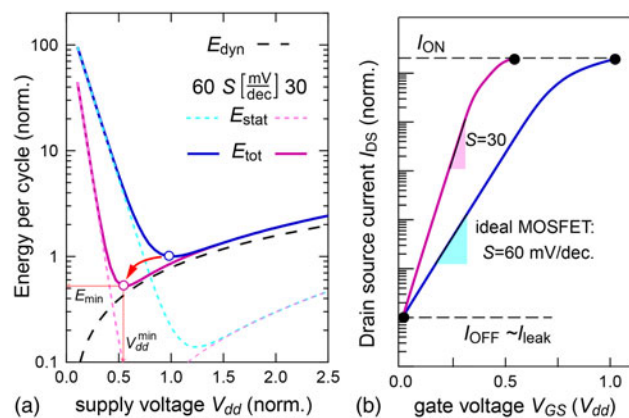 100
10
1
0.1
Energy per cycle (norm.)
E_dyn
60 S [mV/dec] 30
E_stat
E_tot
E_min
V_dd^min
0.0 0.5 1.0 1.5 2.0 2.5
(a) supply voltage V_dd (norm.)
Drain source current I_DS (norm.)
I_ON
S=30
ideal MOSFET:
S=60 mV/dec.
I_OFF ~I_leak
0.0 0.5 1.0
(b) gate voltage V_GS (V_dd)